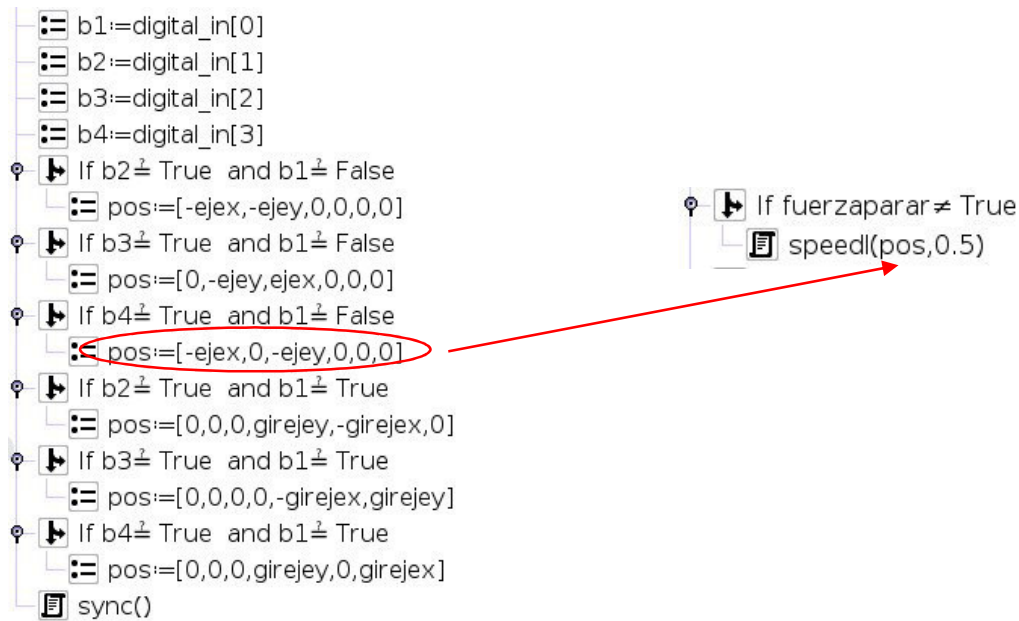 b1:=digital_in[0]
b2:=digital_in[1]
b3:=digital_in[2]
b4:=digital_in[3]
If b2≟ True and b1≟ False
pos:=[-ejex,-ejey,0,0,0,0]
If b3≟ True and b1≟ False
pos:=[0,-ejey,ejex,0,0,0]
If b4≟ True and b1≟ False
pos:=[-ejex,0,-ejey,0,0,0]
If b2≟ True and b1≟ True
pos:=[0,0,0,girejey,-girejex,0]
If b3≟ True and b1≟ True
pos:=[0,0,0,0,-girejex,girejey]
If b4≟ True and b1≟ True
pos:=[0,0,0,girejey,0,girejex]
sync()
If fuerzaparar≠ True
speedl(pos,0.5)